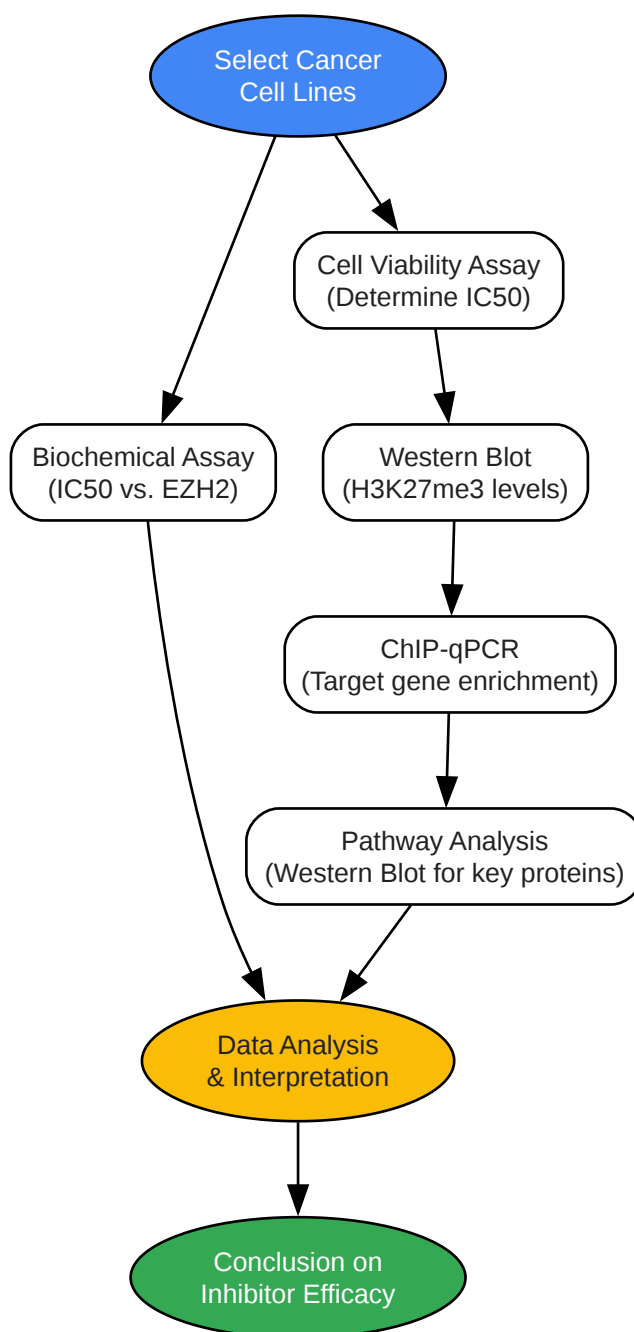 Select Cancer
Cell Lines
Cell Viability Assay
(Determine IC50)
Biochemical Assay
(IC50 vs. EZH2)
Western Blot
(H3K27me3 levels)
ChIP-qPCR
(Target gene enrichment)
Pathway Analysis
(Western Blot for key proteins)
Data Analysis
& Interpretation
Conclusion on
Inhibitor Efficacy